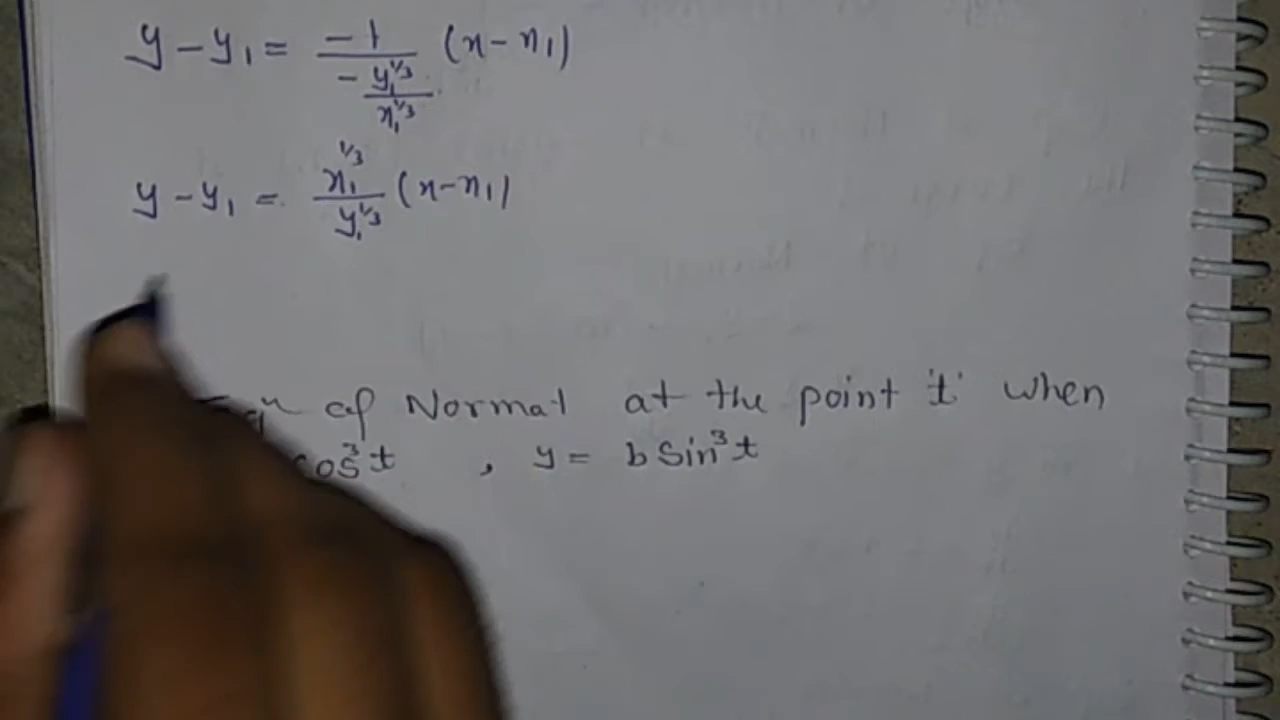 y - y₁ = -1 / (- y₁^1/3 / x₁^1/3) (x - x₁)
y - y₁ = x₁^1/3 / y₁^1/3 (x - x₁)
of Normal at the point 't' when
cos³t , y = b sin³t